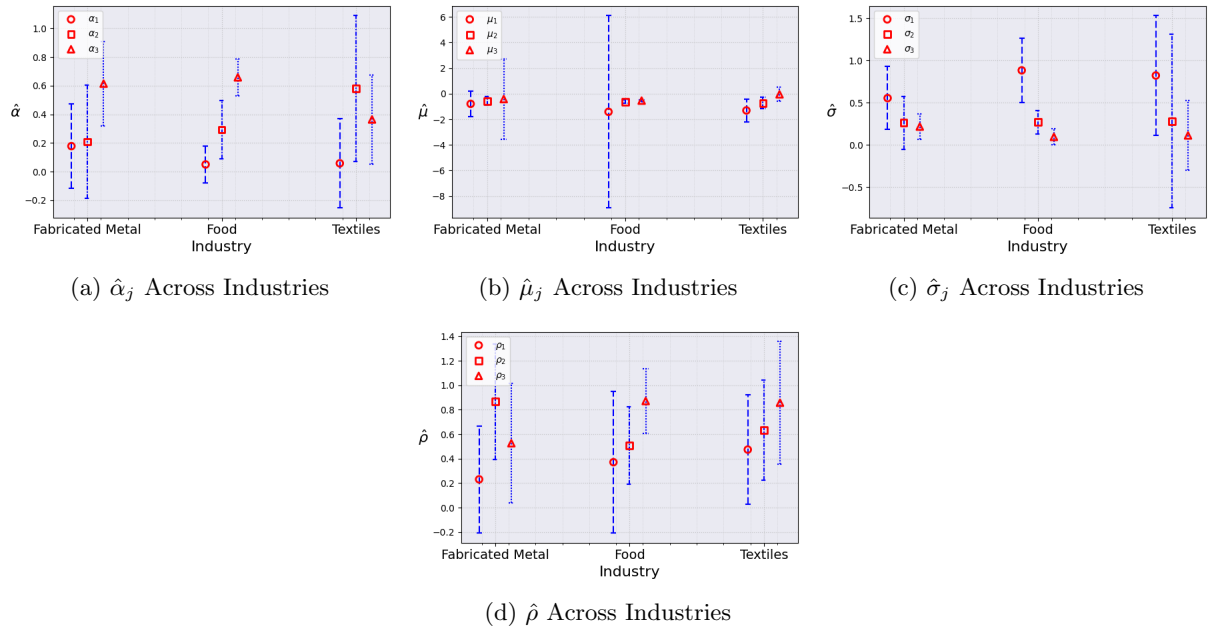 α̂
1.0
0.8
0.6
0.4
0.2
0.0
−0.2
α₁
α₂
α₃
Fabricated Metal
Food
Textiles
Industry
(a) α̂ⱼ Across Industries
μ̂
6
4
2
0
−2
−4
−6
−8
μ₁
μ₂
μ₃
Fabricated Metal
Food
Textiles
Industry
(b) μ̂ⱼ Across Industries
σ̂
1.5
1.0
0.5
0.0
−0.5
σ₁
σ₂
σ₃
Fabricated Metal
Food
Textiles
Industry
(c) σ̂ⱼ Across Industries
ρ̂
1.4
1.2
1.0
0.8
0.6
0.4
0.2
0.0
−0.2
ρ₁
ρ₂
ρ₃
Fabricated Metal
Food
Textiles
Industry
(d) ρ̂ Across Industries